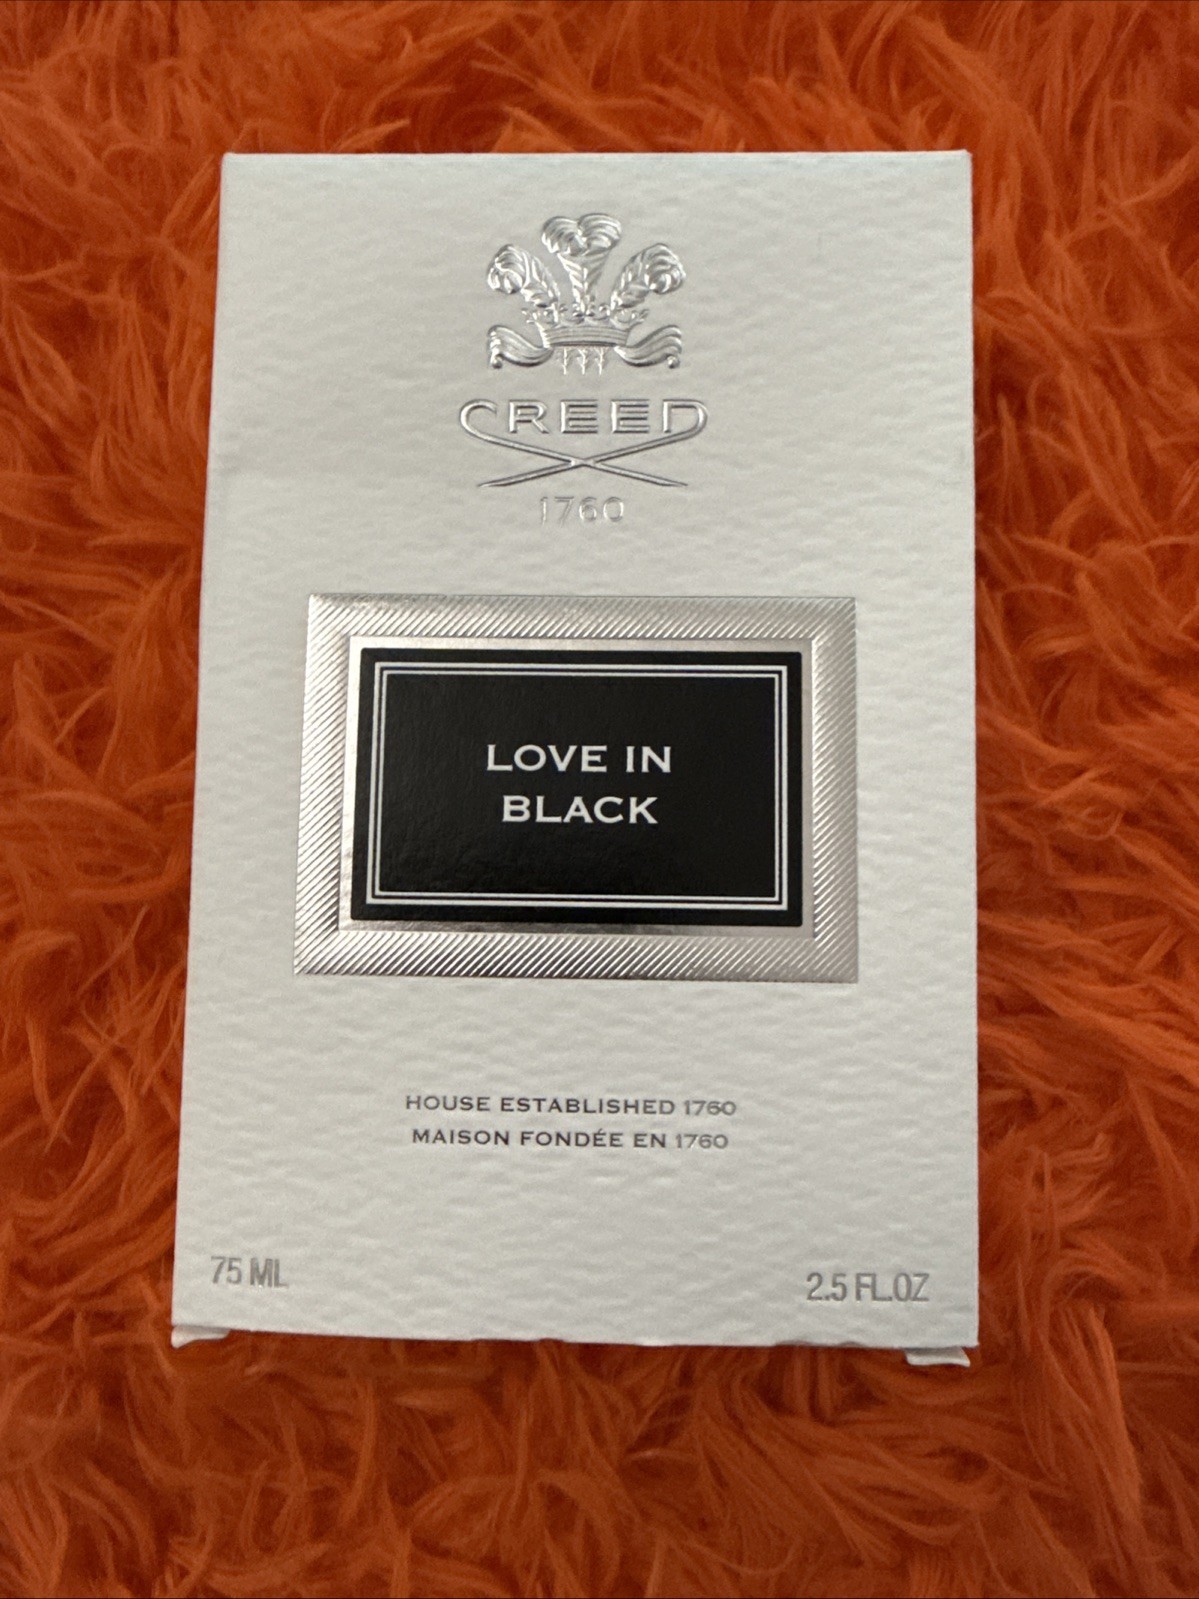 CREED
1760
LOVE IN
BLACK
HOUSE ESTABLISHED 1760
MAISON FONDÉE EN 1760
75 ML
2.5 FL.OZ